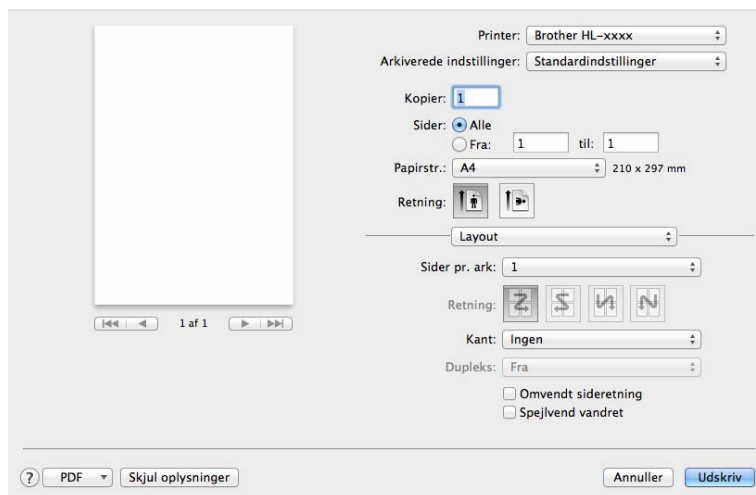 Printer: Brother HL-xxxx
Arkiverede indstillinger: Standardindstillinger
Kopier: 1
Sider: Alle
Fra: 1 til: 1
Papirstr.: A4 210 x 297 mm
Retning:
Layout
Sider pr. ark: 1
Retning:
Kant: Ingen
Dupleks: Fra
Omvendt sideretning
Spejlvend vandret
1 af 1
? PDF Skjul oplysninger Annuller Udskriv